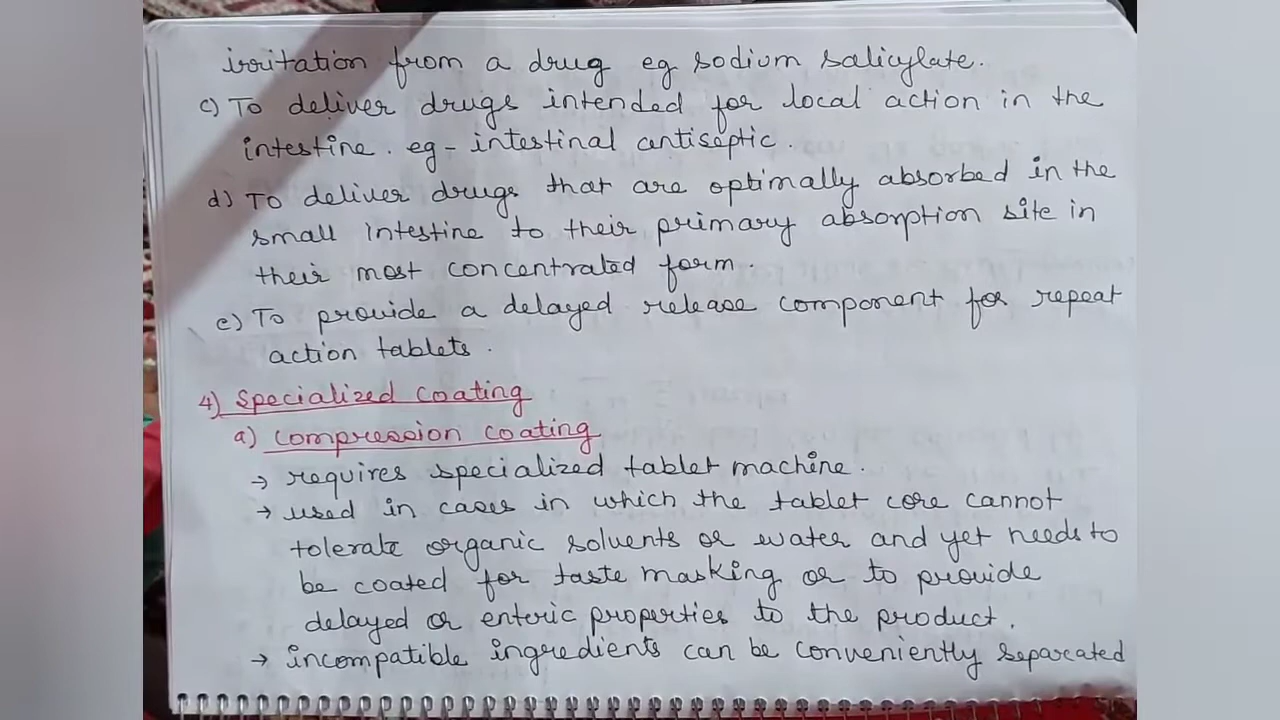 irritation from a drug eg sodium salicylate.
c) To deliver drugs intended for local action in the
intestine. eg - intestinal antiseptic.
d) To deliver drugs that are optimally absorbed in the
small intestine to their primary absorption site in
their most concentrated form.
e) To provide a delayed release component for repeat
action tablets.
4) Specialized coating
a) compression coating
→ requires specialized tablet machine.
→ used in cases in which the tablet core cannot
tolerate organic solvents or water and yet needs to
be coated for taste masking or to provide
delayed or enteric properties to the product.
→ incompatible ingredients can be conveniently separated